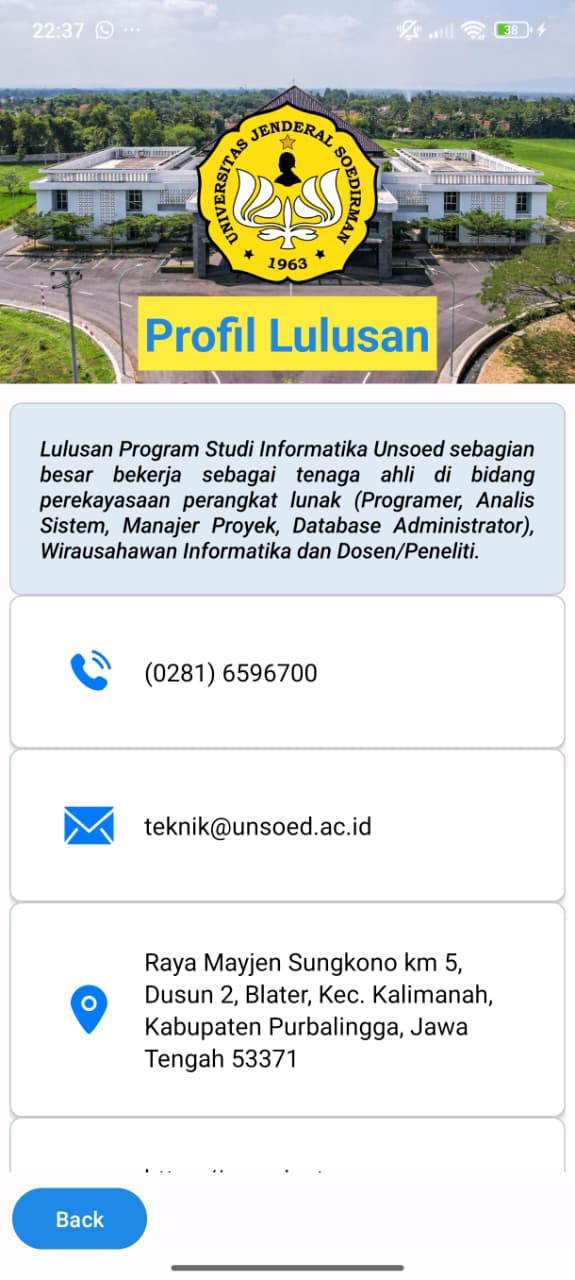 22:37
38
UNIVERSITAS JENDERAL SOEDIRMAN
1963
Profil Lulusan
Lulusan Program Studi Informatika Unsoed sebagian
besar bekerja sebagai tenaga ahli di bidang
perekayasaan perangkat lunak (Programer, Analis
Sistem, Manajer Proyek, Database Administrator),
Wirausahawan Informatika dan Dosen/Peneliti.
(0281) 6596700
teknik@unsoed.ac.id
Raya Mayjen Sungkono km 5,
Dusun 2, Blater, Kec. Kalimanah,
Kabupaten Purbalingga, Jawa
Tengah 53371
Back